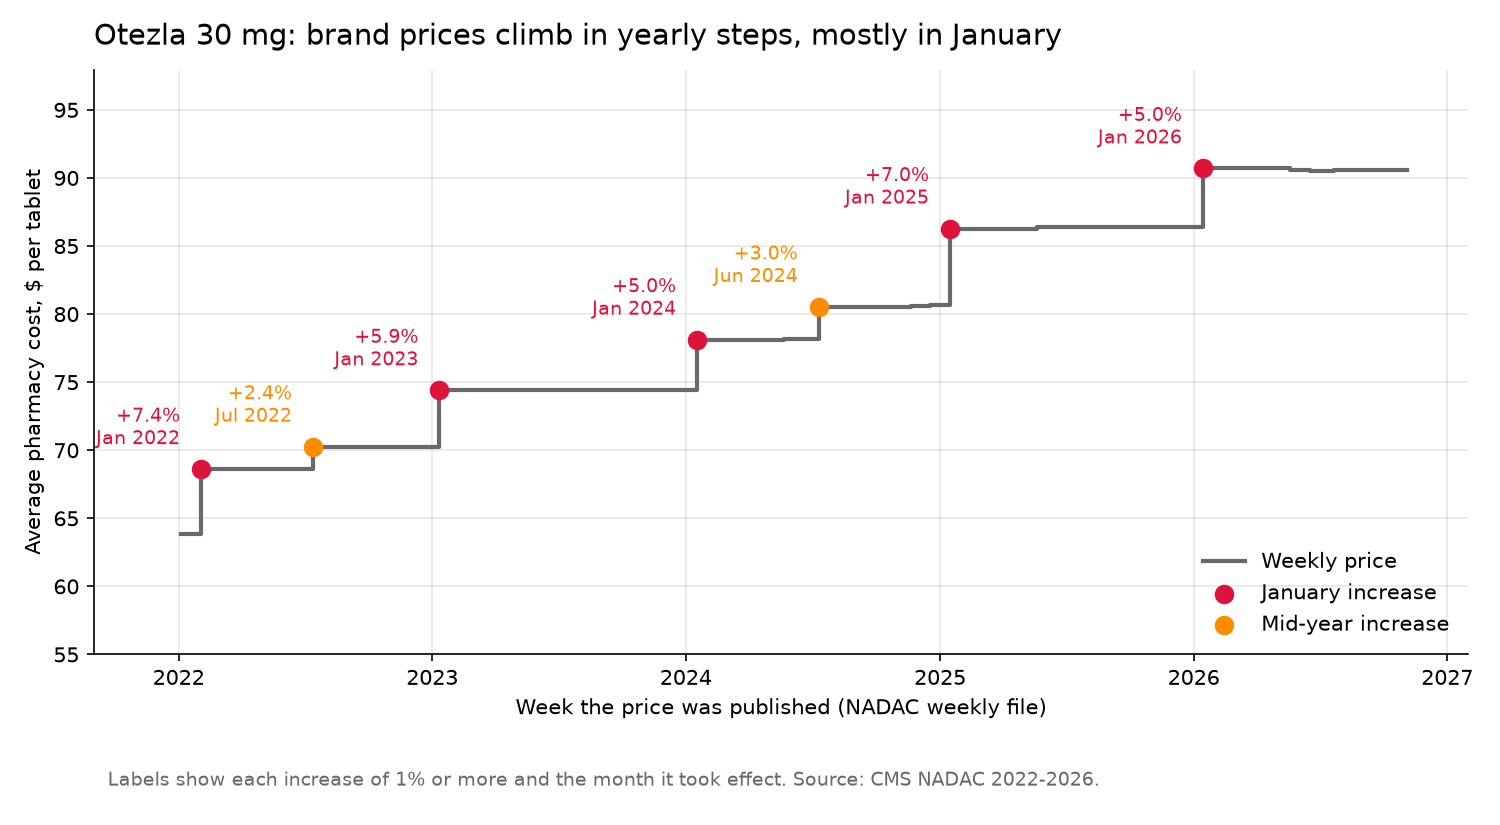 Otezla 30 mg: brand prices climb in yearly steps, mostly in January
Average pharmacy cost, $ per tablet
95
90
85
80
75
70
65
60
55
+7.4%
Jan 2022
+2.4%
Jul 2022
+5.9%
Jan 2023
+5.0%
Jan 2024
+3.0%
Jun 2024
+7.0%
Jan 2025
+5.0%
Jan 2026
Weekly price
January increase
Mid-year increase
2022
2023
2024
2025
2026
2027
Week the price was published (NADAC weekly file)
Labels show each increase of 1% or more and the month it took effect. Source: CMS NADAC 2022-2026.